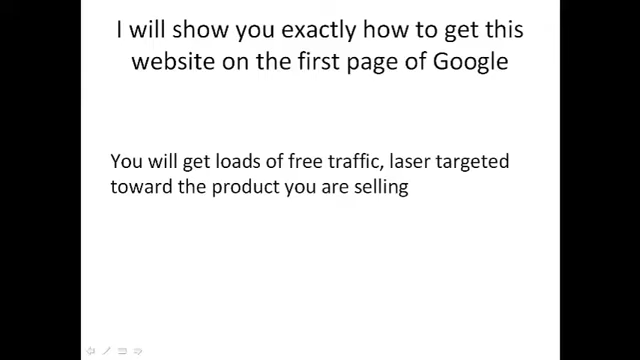 I will show you exactly how to get this
website on the first page of Google
You will get loads of free traffic, laser targeted
toward the product you are selling